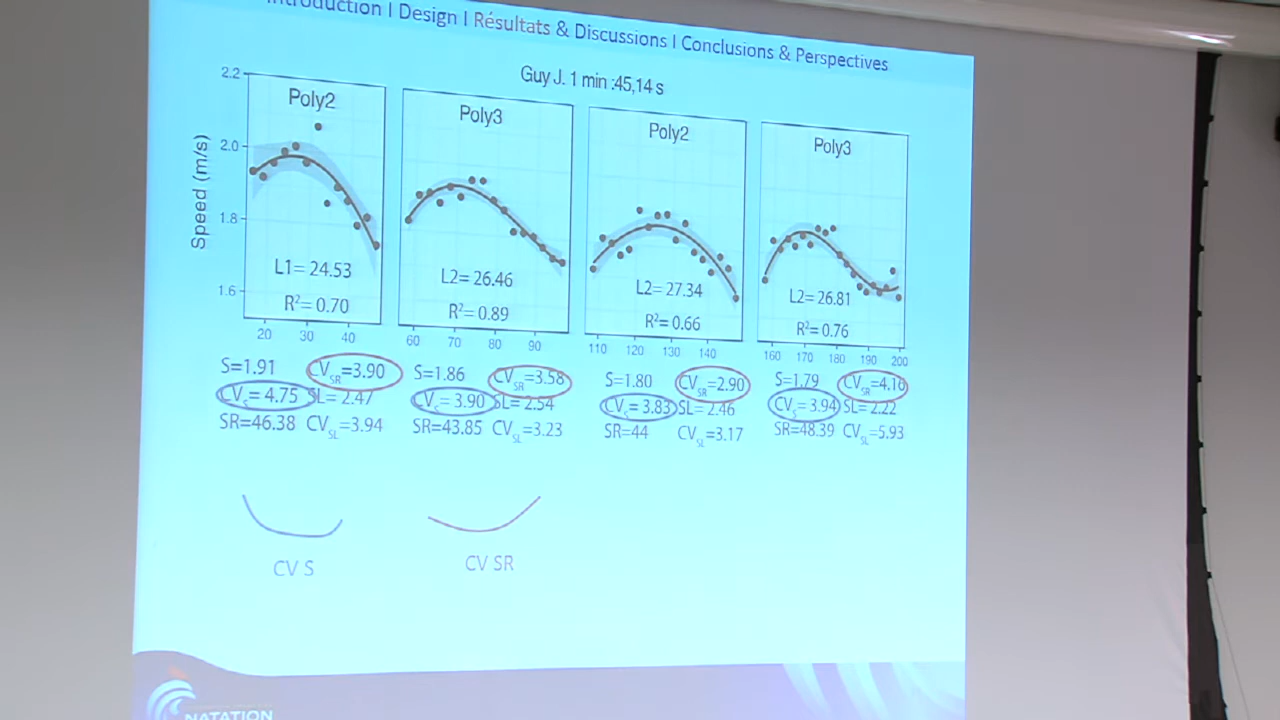 Introduction I Design I Résultats & Discussions I Conclusions & Perspectives
Guy J. 1 min :45,14 s
Speed (m/s)
2.2
2.0
1.8
1.6
Poly2
L1= 24.53
R²= 0.70
20 30 40
Poly3
L2= 26.46
R²= 0.89
60 70 80 90
Poly2
L2= 27.34
R²= 0.66
110 120 130 140
Poly3
L2= 26.81
R²= 0.76
160 170 180 190 200
S=1.91 CVSR=3.90
CVS= 4.75 SL= 2.47
SR=46.38 CVSL=3.94
S=1.86 CVSR=3.58
CVS= 3.90 SL= 2.54
SR=43.85 CVSL=3.23
S=1.80 CVSR=2.90
CVS= 3.83 SL= 2.46
SR=44 CVSL=3.17
S=1.79 CVSR=4.10
CVS= 3.94 SL= 2.22
SR=48.39 CVSL=5.93
CV S
CV SR
NATATION